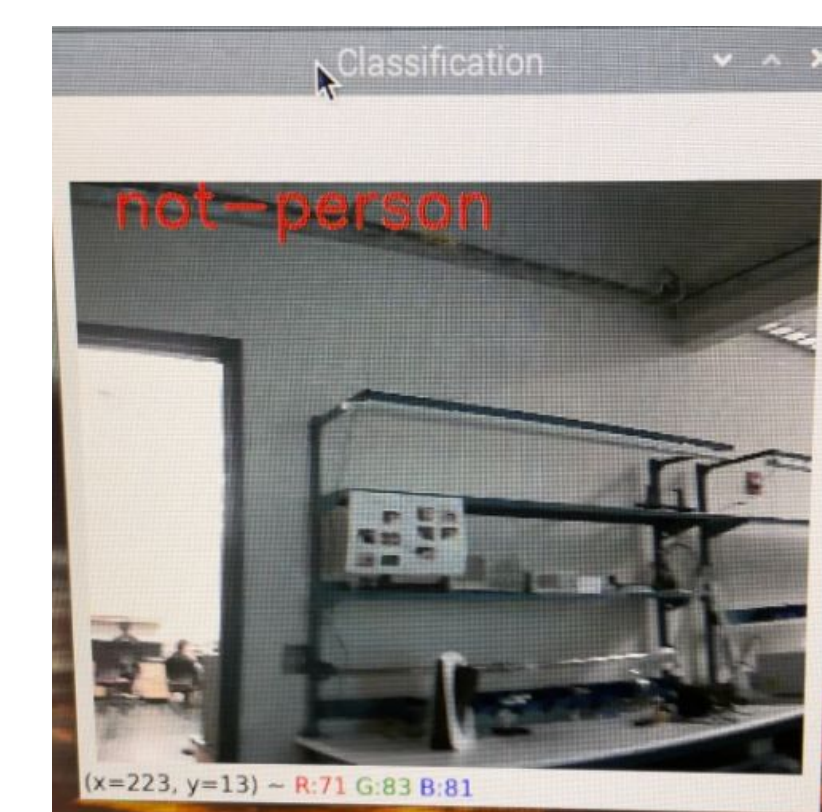 Classification
not-person
(x=223, y=13) ~ R:71 G:83 B:81